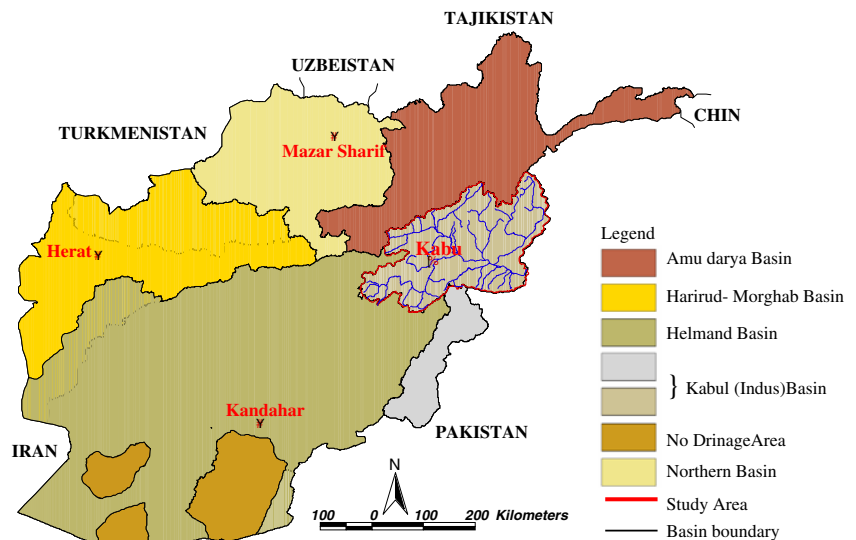 TAJIKISTAN
UZBEISTAN
CHIN
TURKMENISTAN
Mazar Sharif
Herat
Kabu
Kandahar
IRAN
PAKISTAN
N
100 0 100 200 Kilometers
Legend
Amu darya Basin
Harirud- Morghab Basin
Helmand Basin
} Kabul (Indus)Basin
No DrinageArea
Northern Basin
Study Area
Basin boundary